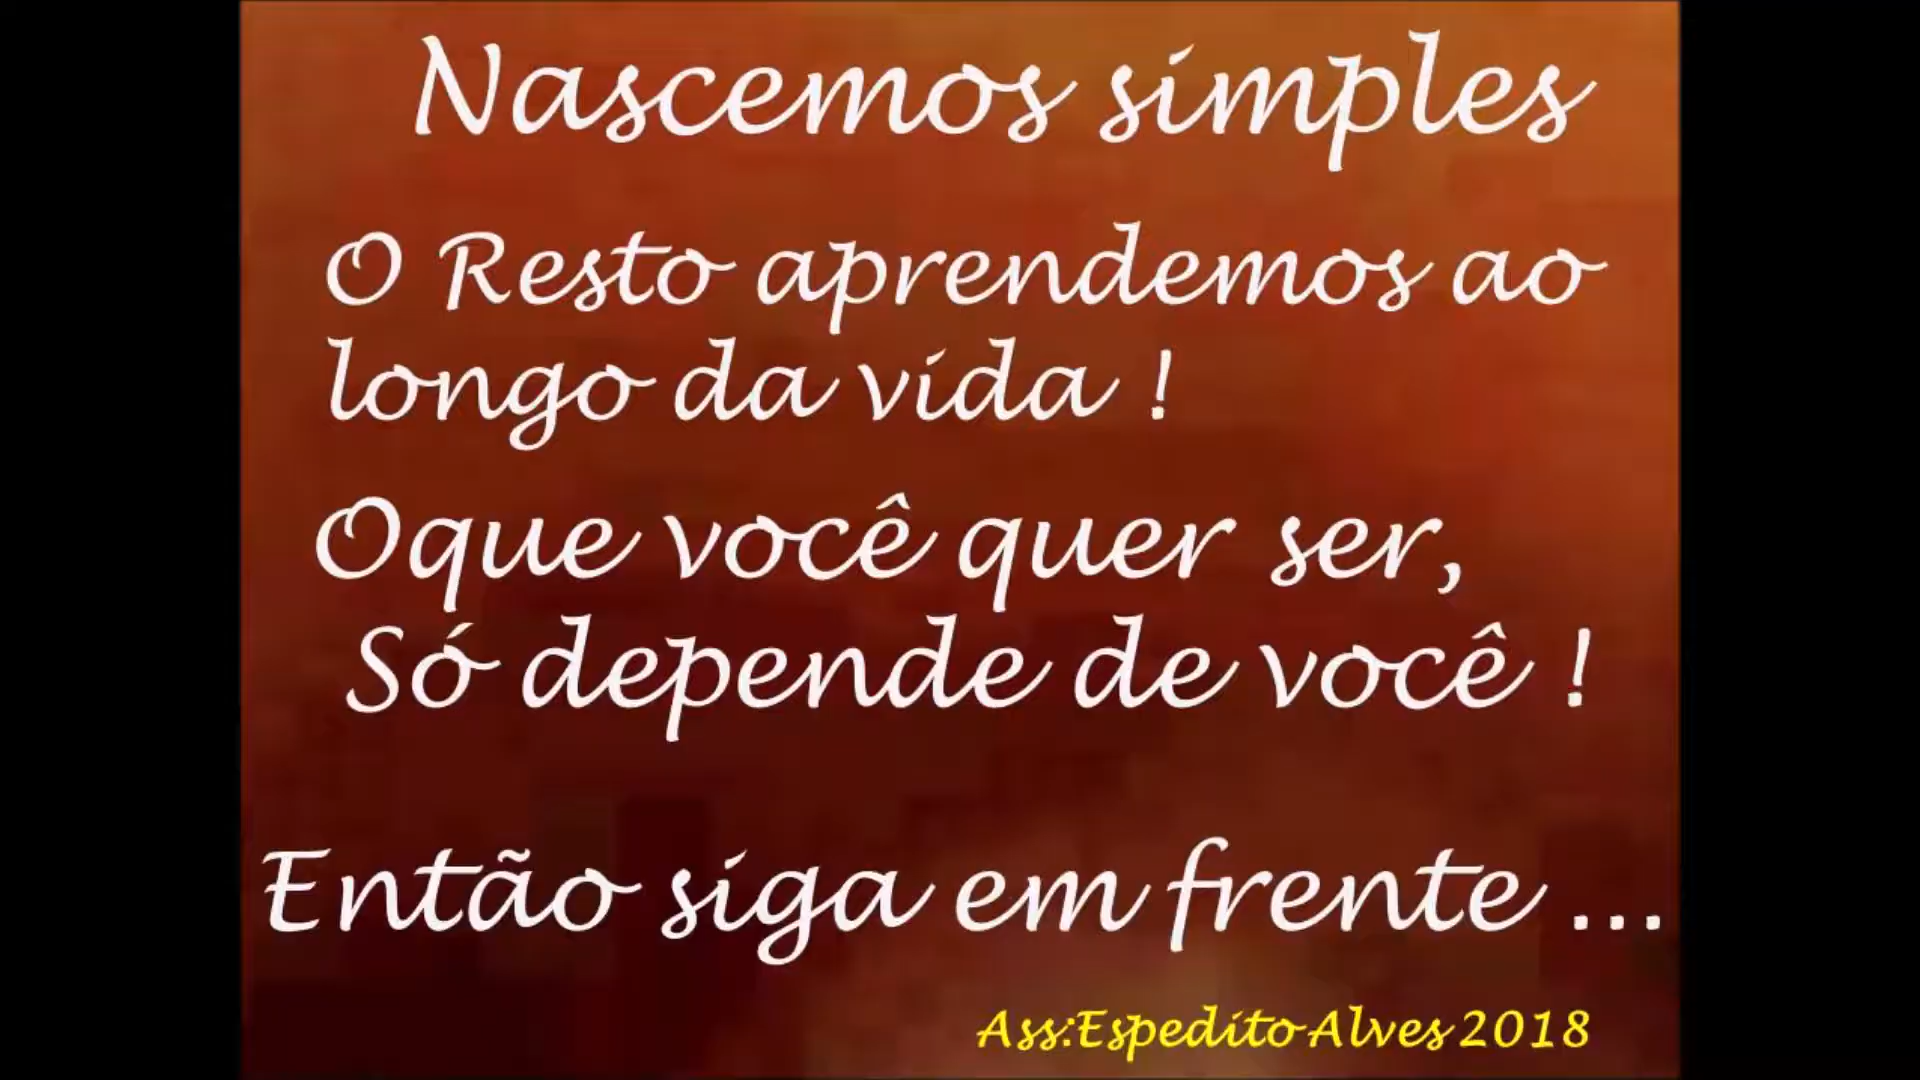 Nascemos simples
O Resto aprendemos ao
longo da vida !
Oque você quer ser,
Só depende de você !
Então siga em frente ...
Ass:Espedito Alves 2018